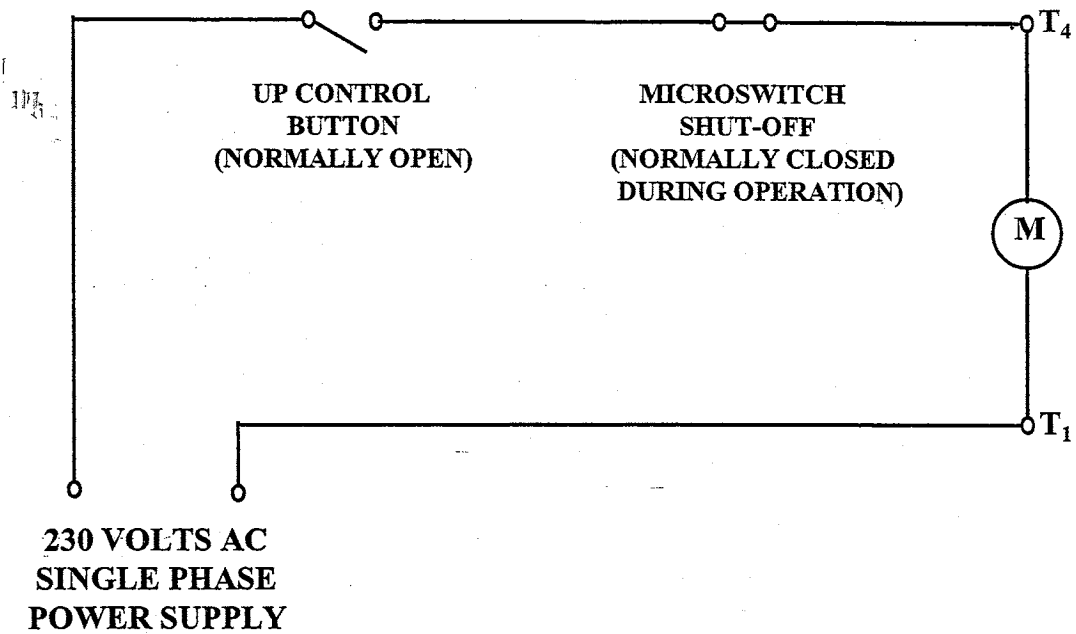 T4
UP CONTROL
BUTTON
(NORMALLY OPEN)
MICROSWITCH
SHUT-OFF
(NORMALLY CLOSED
DURING OPERATION)
M
T1
230 VOLTS AC
SINGLE PHASE
POWER SUPPLY